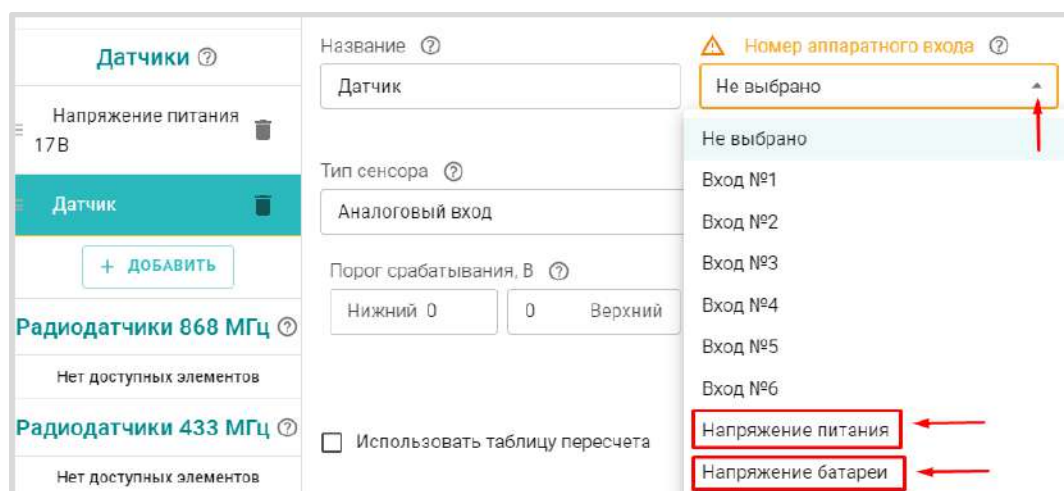 Датчики
Напряжение питания
17В
Датчик
+ ДОБАВИТЬ
Радиодатчики 868 МГц
Нет доступных элементов
Радиодатчики 433 МГц
Нет доступных элементов
Название
Датчик
Тип сенсора
Аналоговый вход
Порог срабатывания, В
Нижний 0
0 Верхний
Использовать таблицу пересчета
Номер аппаратного входа
Не выбрано
Не выбрано
Вход №1
Вход №2
Вход №3
Вход №4
Вход №5
Вход №6
Напряжение питания
Напряжение батареи